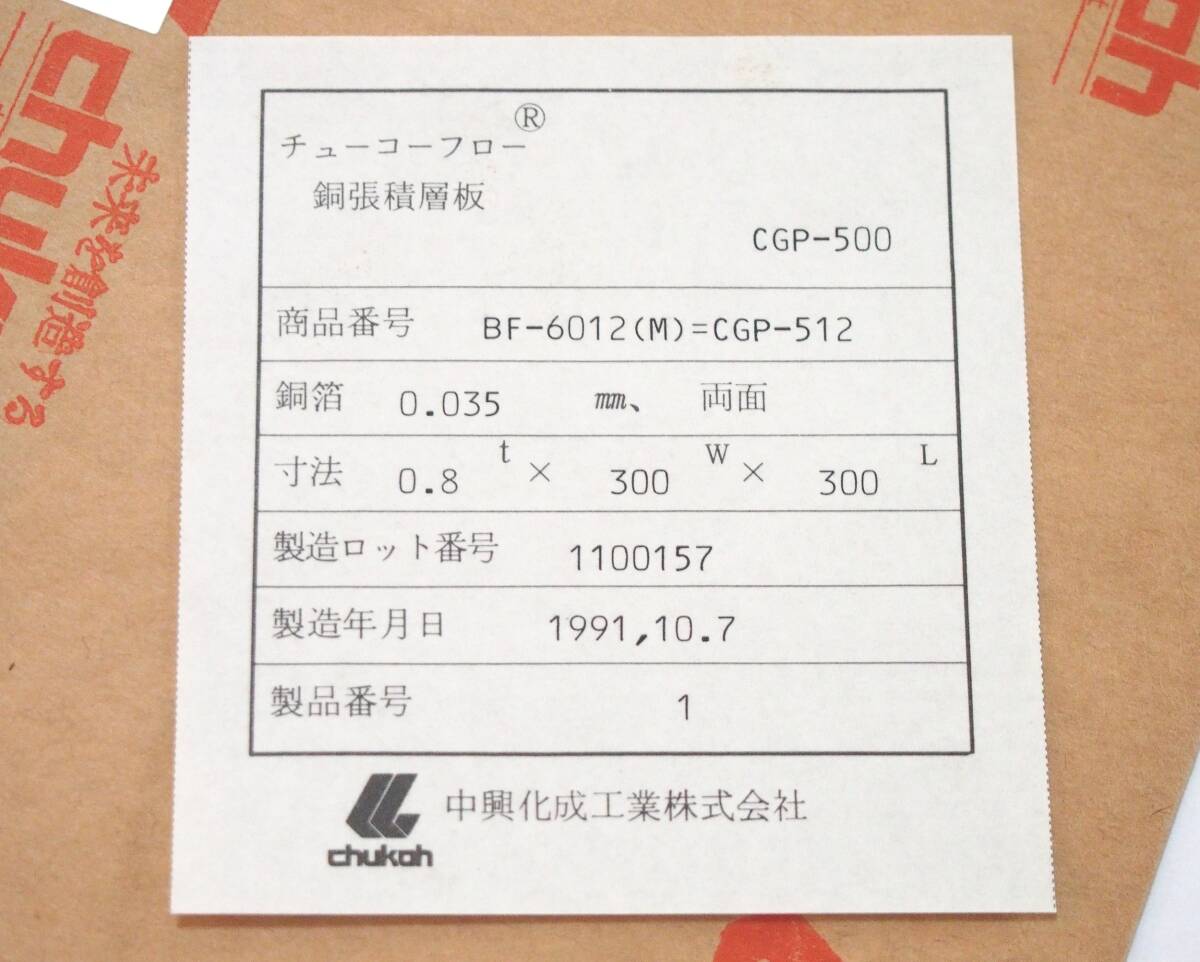 チューコーフロー®
銅張積層板
CGP-500
商品番号 BF-6012(M)=CGP-512
銅箔 0.035 ㎜、 両面
寸法 0.8 t × 300 W × 300 L
製造ロット番号 1100157
製造年月日 1991,10.7
製品番号 1
中興化成工業株式会社
chukoh
未来を創造する